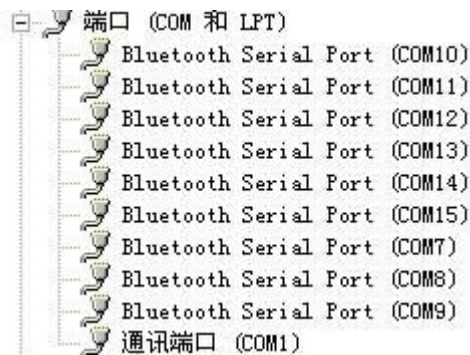 端口 (COM 和 LPT)
Bluetooth Serial Port (COM10)
Bluetooth Serial Port (COM11)
Bluetooth Serial Port (COM12)
Bluetooth Serial Port (COM13)
Bluetooth Serial Port (COM14)
Bluetooth Serial Port (COM15)
Bluetooth Serial Port (COM7)
Bluetooth Serial Port (COM8)
Bluetooth Serial Port (COM9)
通讯端口 (COM1)